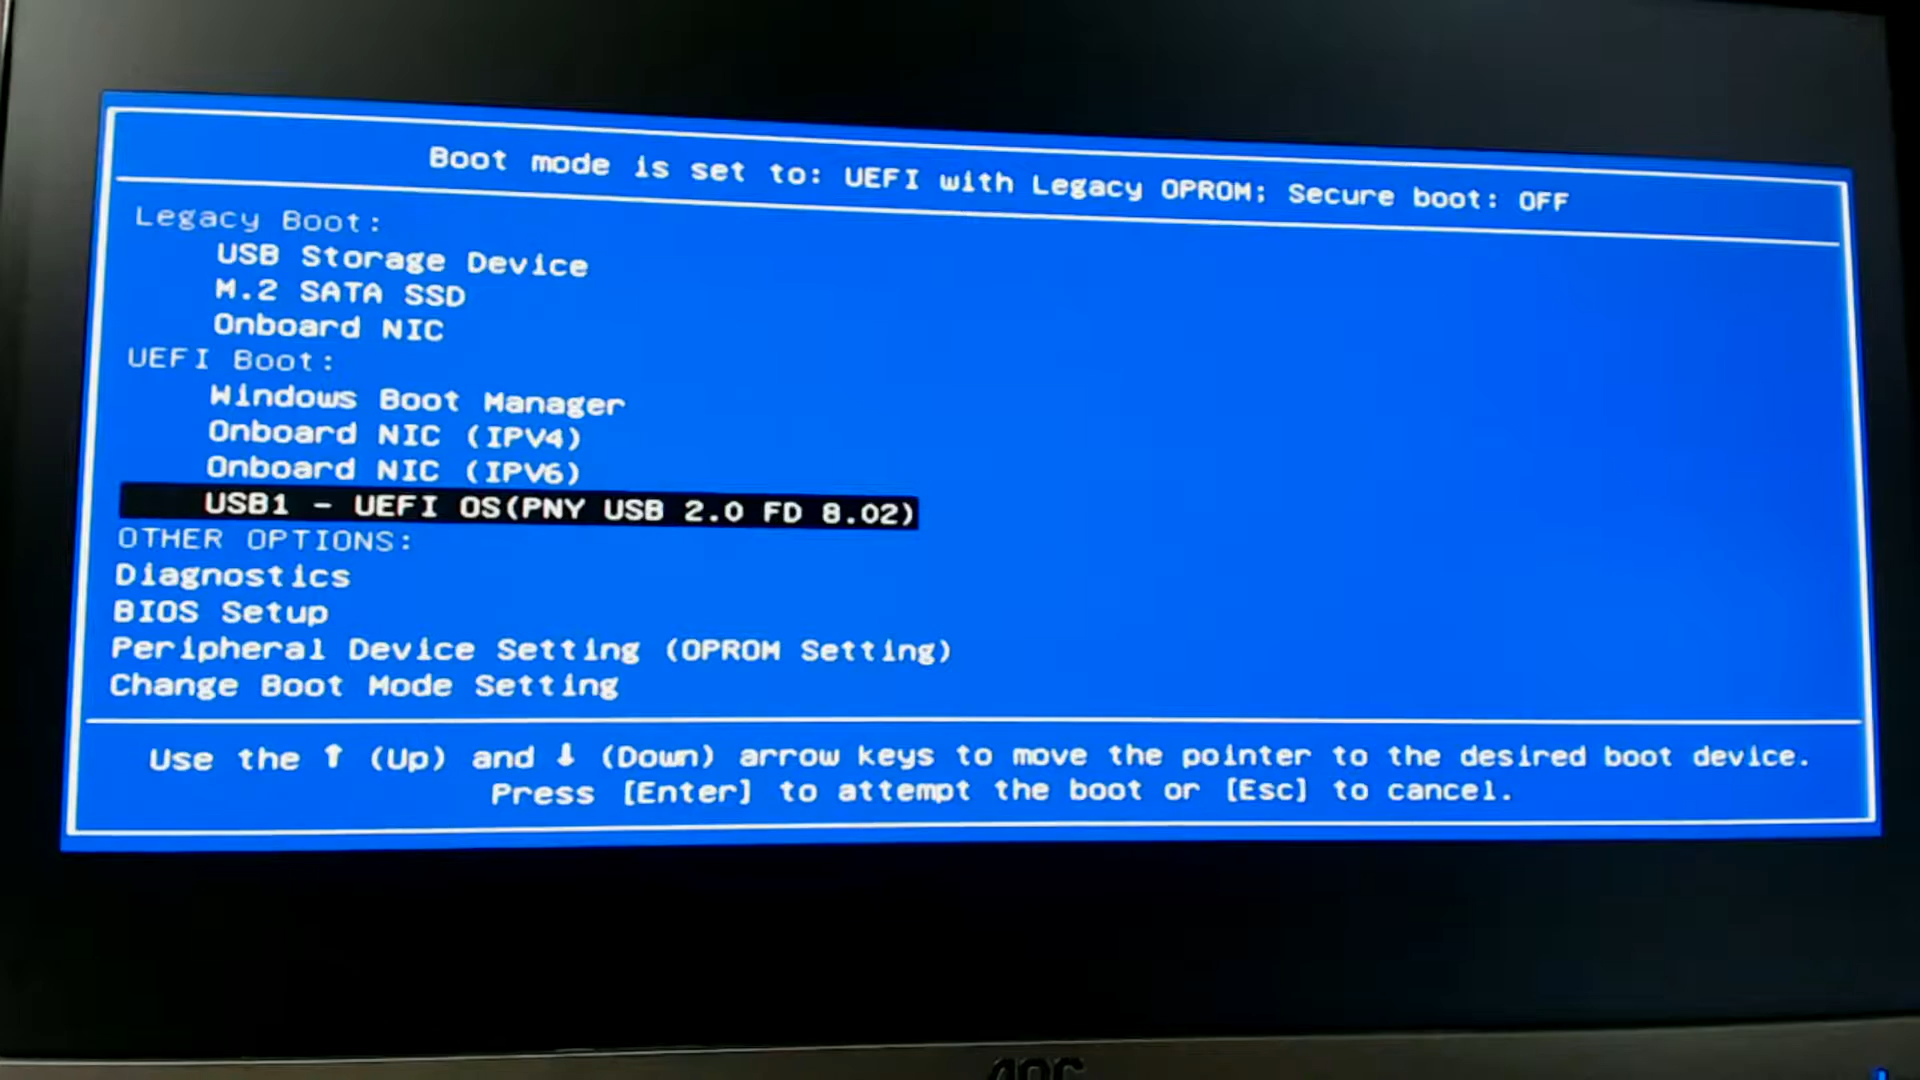 Boot mode is set to: UEFI with Legacy OPROM; Secure boot: OFF
Legacy Boot:
USB Storage Device
M.2 SATA SSD
Onboard NIC
UEFI Boot:
Windows Boot Manager
Onboard NIC (IPV4)
Onboard NIC (IPV6)
USB1 - UEFI OS(PNY USB 2.0 FD 8.02)
OTHER OPTIONS:
Diagnostics
BIOS Setup
Peripheral Device Setting (OPROM Setting)
Change Boot Mode Setting
Use the ↑ (Up) and ↓ (Down) arrow keys to move the pointer to the desired boot device.
Press [Enter] to attempt the boot or [Esc] to cancel.
AOC